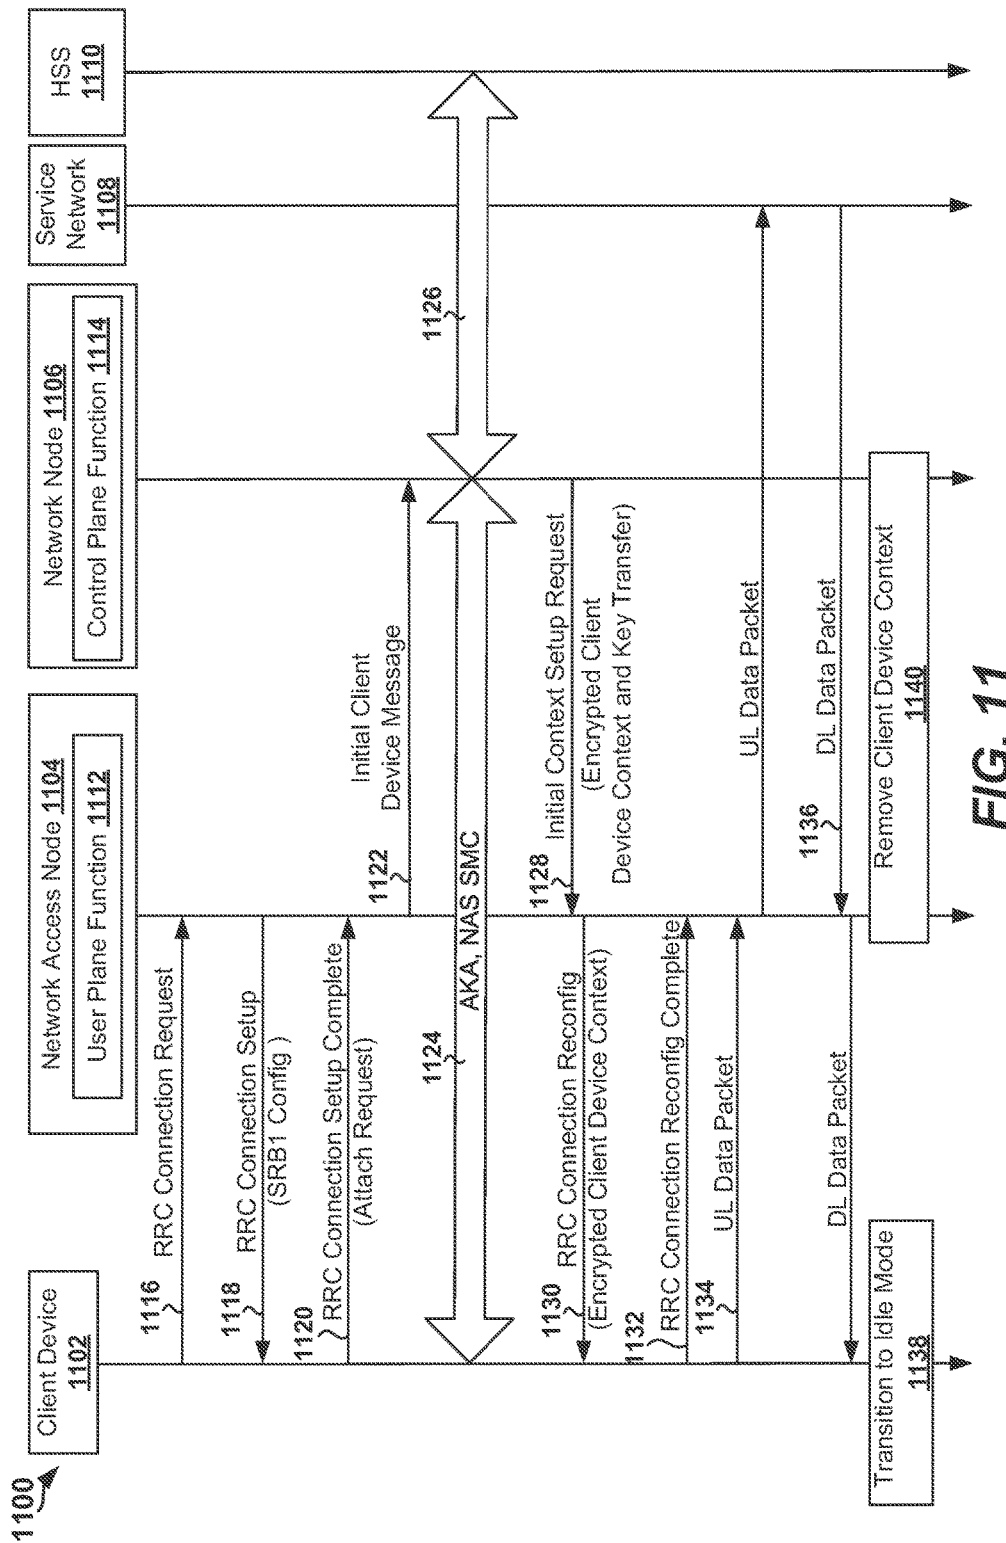 1100
Client Device
1102
Network Access Node 1104
User Plane Function 1112
Network Node 1106
Control Plane Function 1114
Service
Network
1108
HSS
1110
1116
RRC Connection Request
1118
RRC Connection Setup
(SRB1 Config )
1120
RRC Connection Setup Complete
(Attach Request)
1122
Initial Client
Device Message
1124
AKA, NAS SMC
1126
1128
Initial Context Setup Request
(Encrypted Client
Device Context and Key Transfer)
1130
RRC Connection Reconfig
(Encrypted Client Device Context)
1132
RRC Connection Reconfig Complete
1134
UL Data Packet
UL Data Packet
1136
DL Data Packet
DL Data Packet
Transition to Idle Mode
1138
Remove Client Device Context
1140
FIG. 11